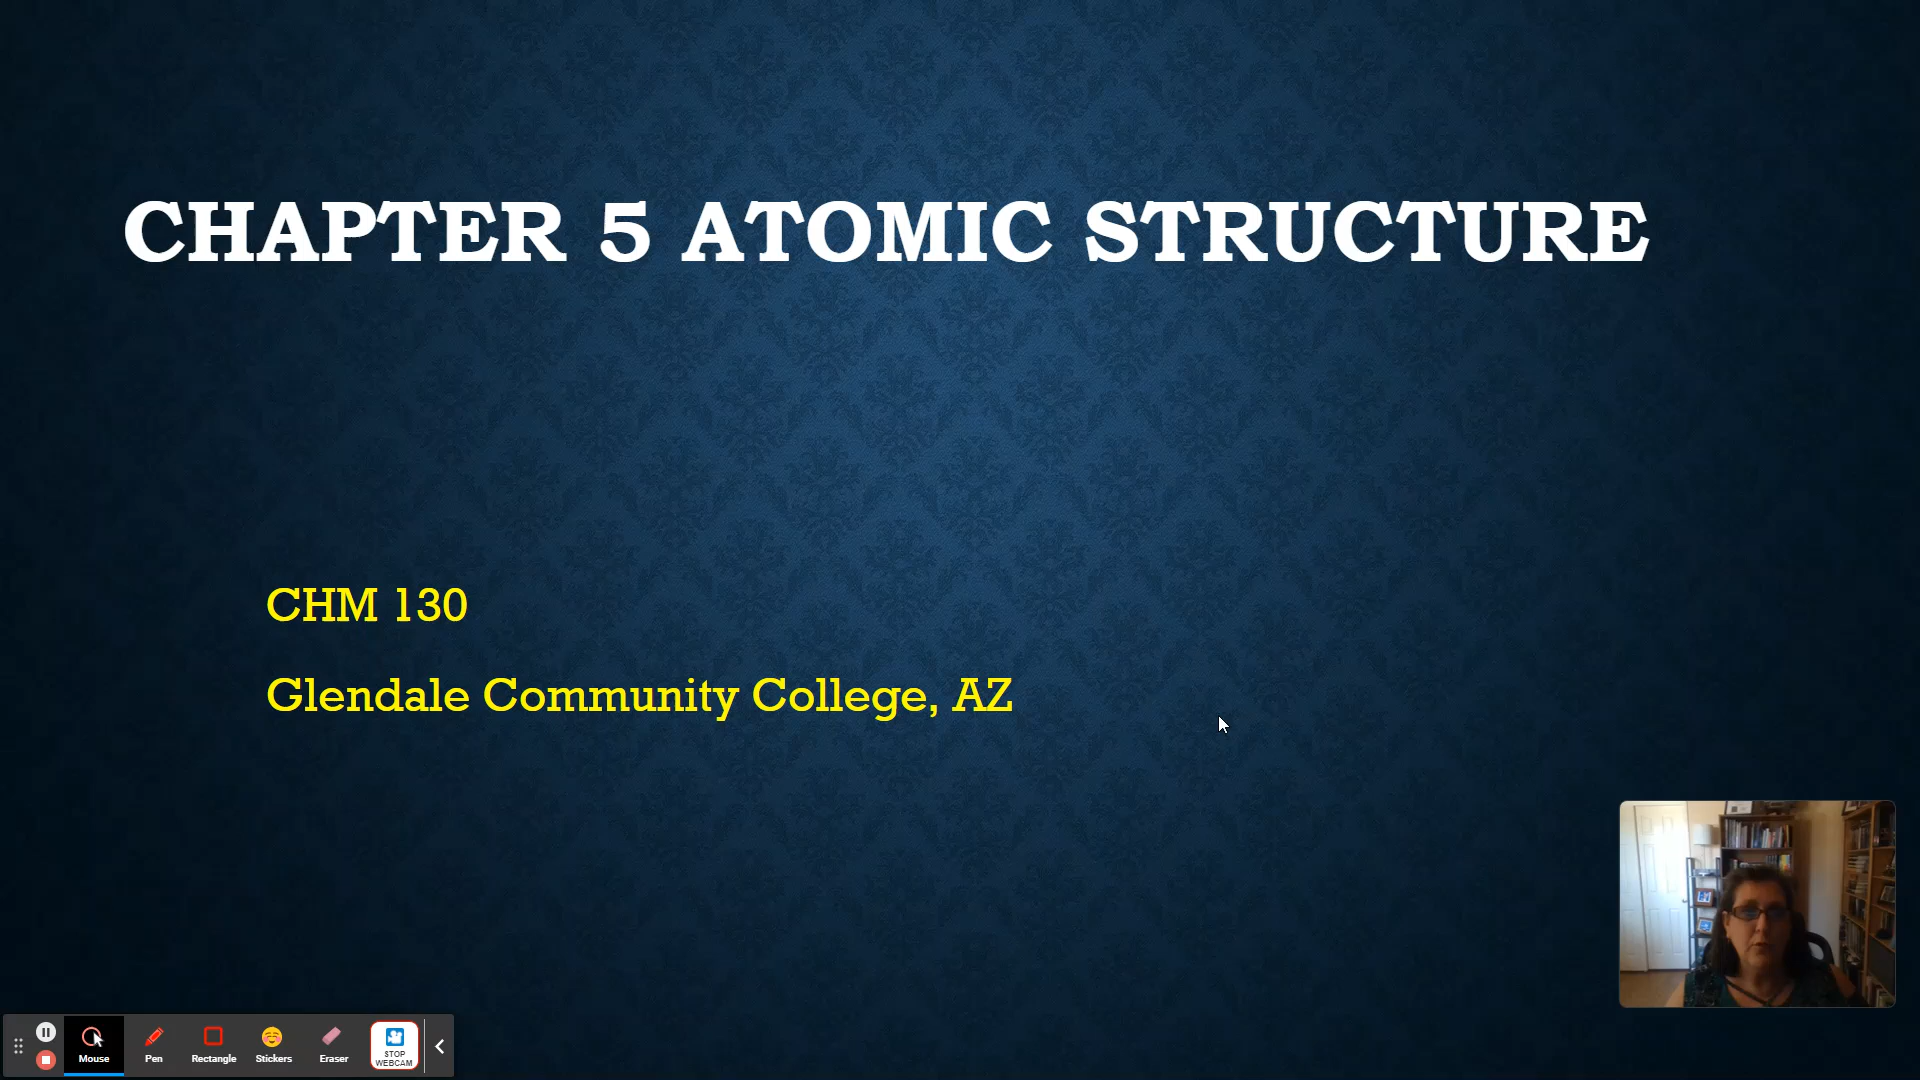 CHAPTER 5 ATOMIC STRUCTURE
CHM 130
Glendale Community College, AZ
Mouse
Pen
Rectangle
Stickers
Eraser
STOP
WEBCAM